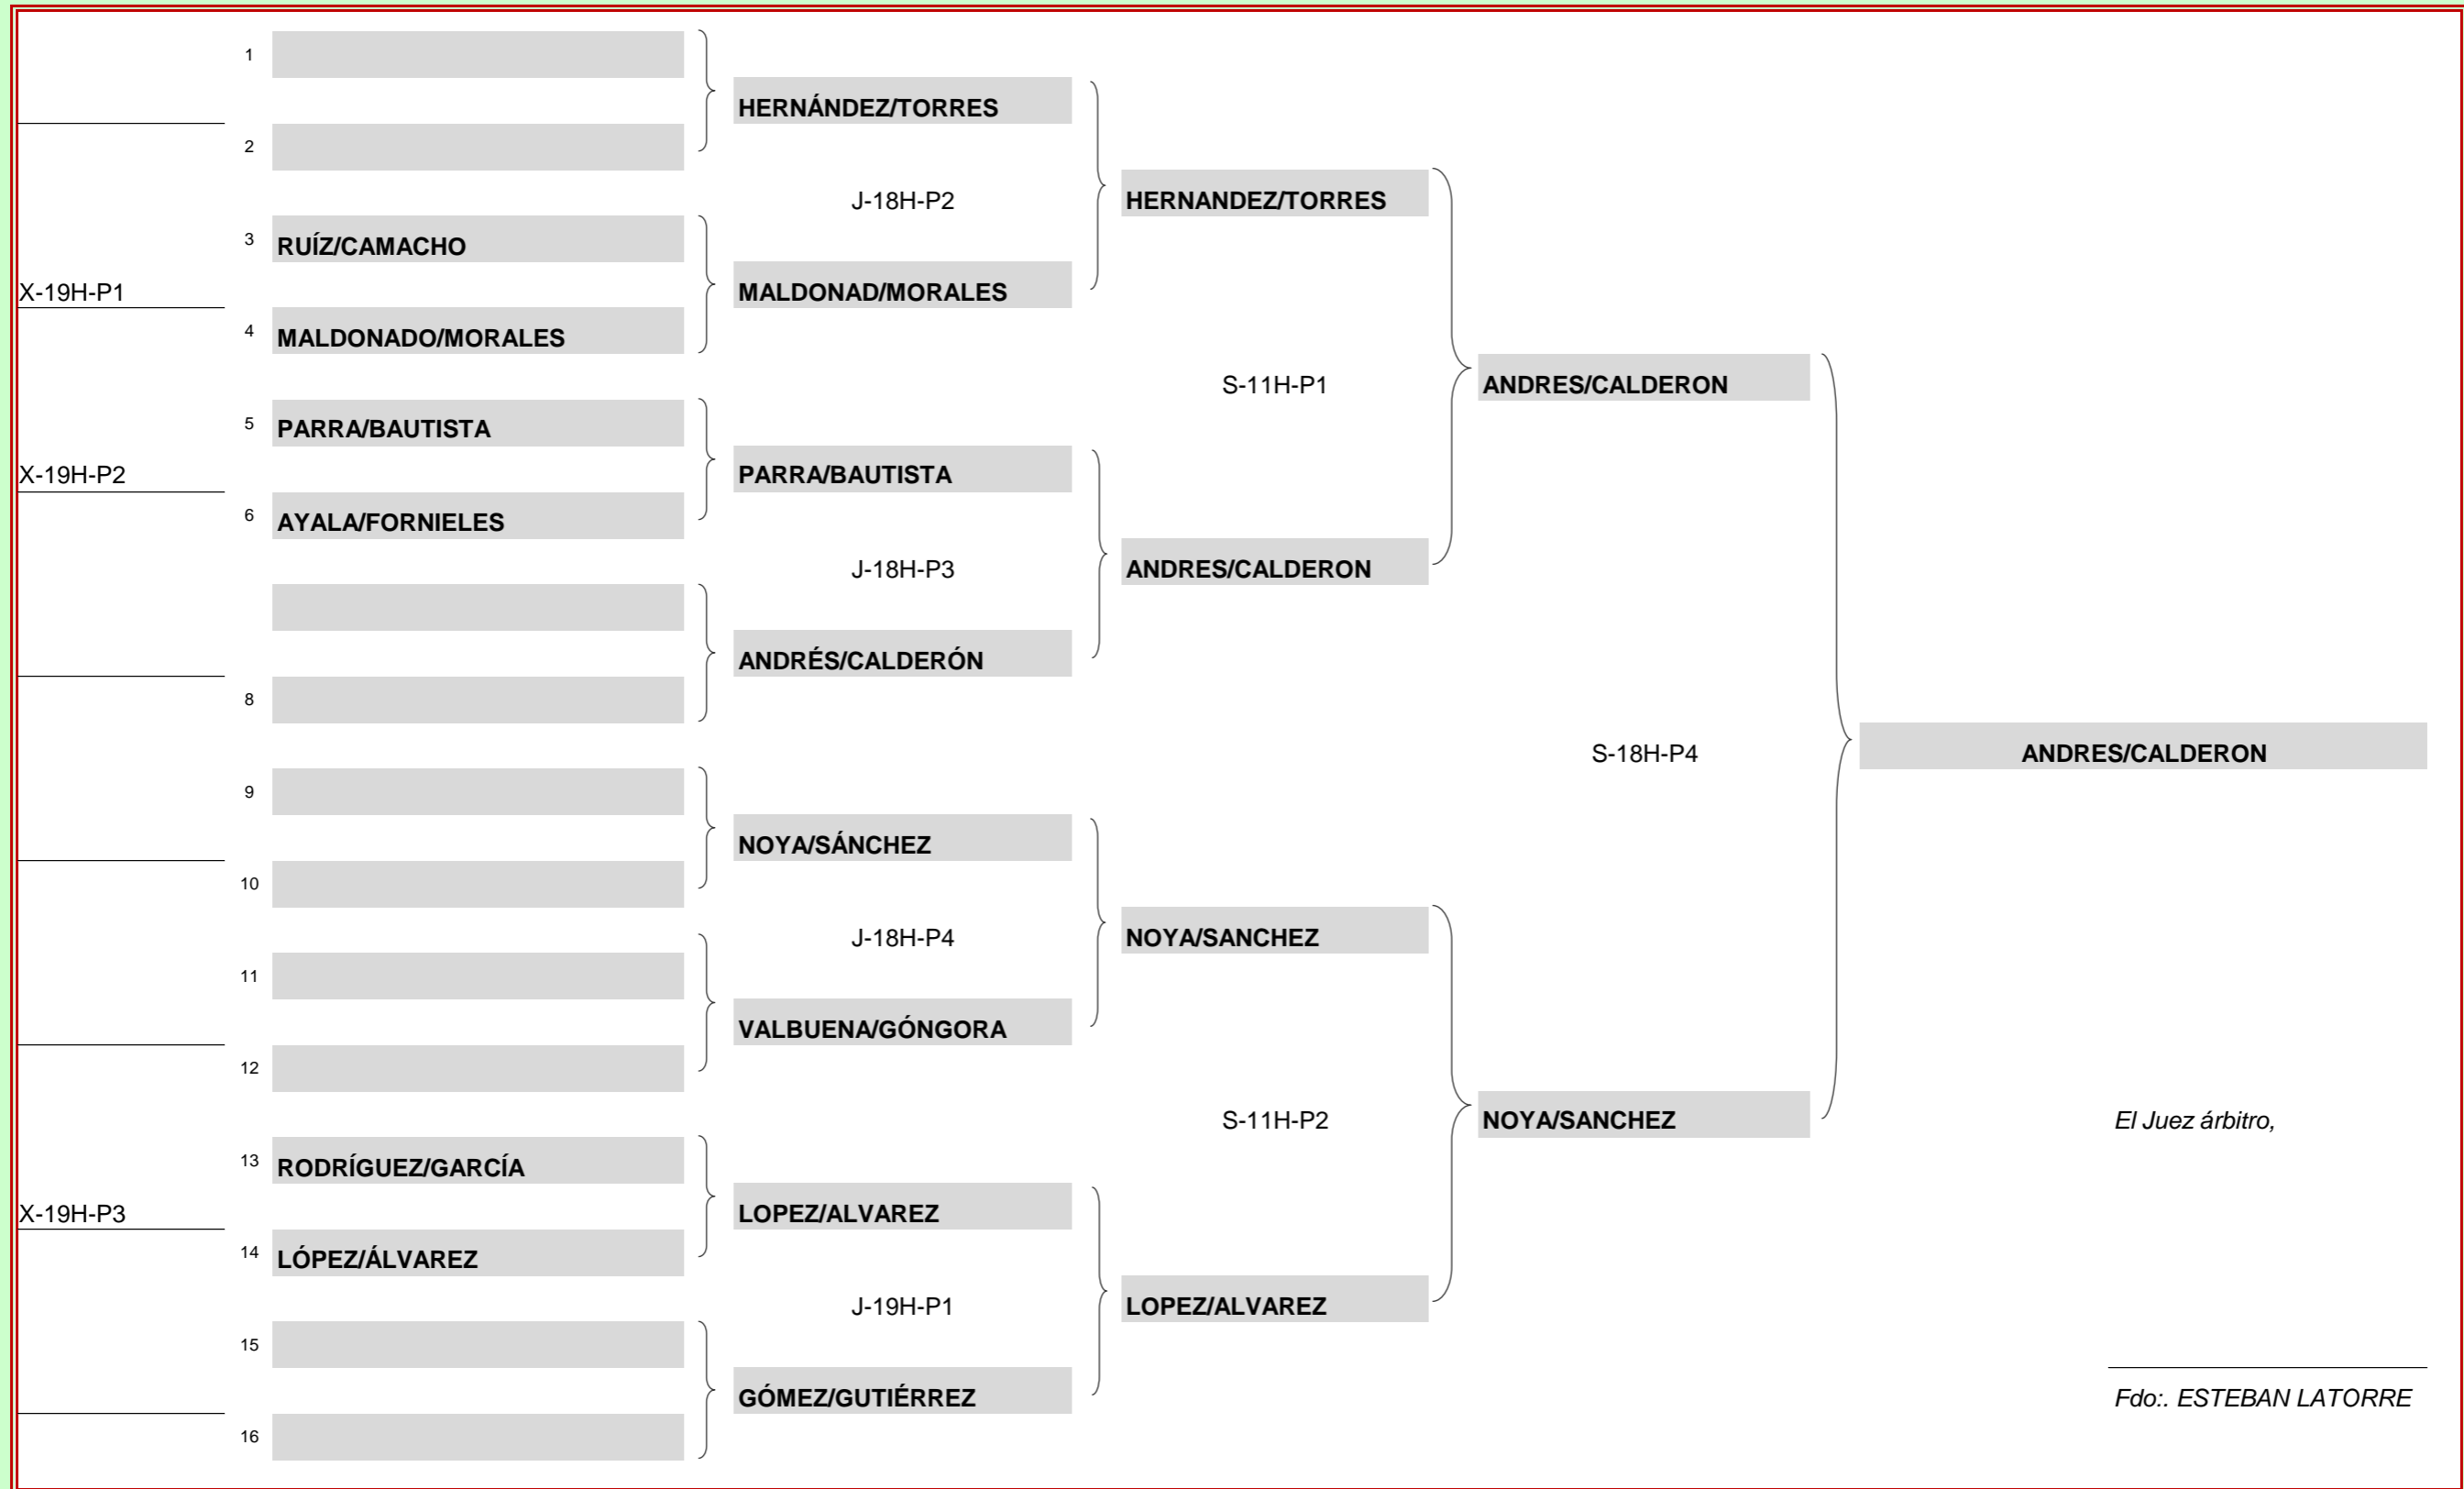 1
HERNÁNDEZ/TORRES
2
J-18H-P2
HERNANDEZ/TORRES
3 RUÍZ/CAMACHO
X-19H-P1
MALDONAD/MORALES
4 MALDONADO/MORALES
S-11H-P1
ANDRES/CALDERON
5 PARRA/BAUTISTA
X-19H-P2
PARRA/BAUTISTA
6 AYALA/FORNIELES
J-18H-P3
ANDRES/CALDERON
ANDRÉS/CALDERÓN
8
S-18H-P4
ANDRES/CALDERON
9
NOYA/SÁNCHEZ
10
J-18H-P4
NOYA/SANCHEZ
11
VALBUENA/GÓNGORA
12
S-11H-P2
NOYA/SANCHEZ
El Juez árbitro,
13 RODRÍGUEZ/GARCÍA
X-19H-P3
LOPEZ/ALVAREZ
14 LÓPEZ/ÁLVAREZ
J-19H-P1
LOPEZ/ALVAREZ
15
GÓMEZ/GUTIÉRREZ
Fdo:. ESTEBAN LATORRE
16